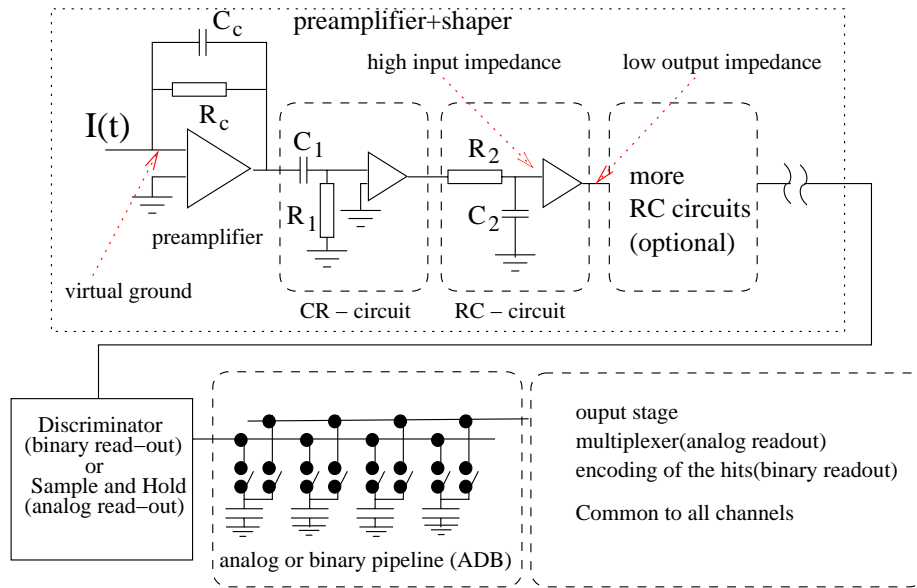 C_c
preamplifier+shaper
high input impedance
low output impedance
R_c
I(t)
C_1
R_2
more
RC circuits
(optional)
R_1
C_2
preamplifier
virtual ground
CR – circuit
RC – circuit
Discriminator
(binary read–out)
or
Sample and Hold
(analog read–out)
analog or binary pipeline (ADB)
ouput stage
multiplexer(analog readout)
encoding of the hits(binary readout)
Common to all channels